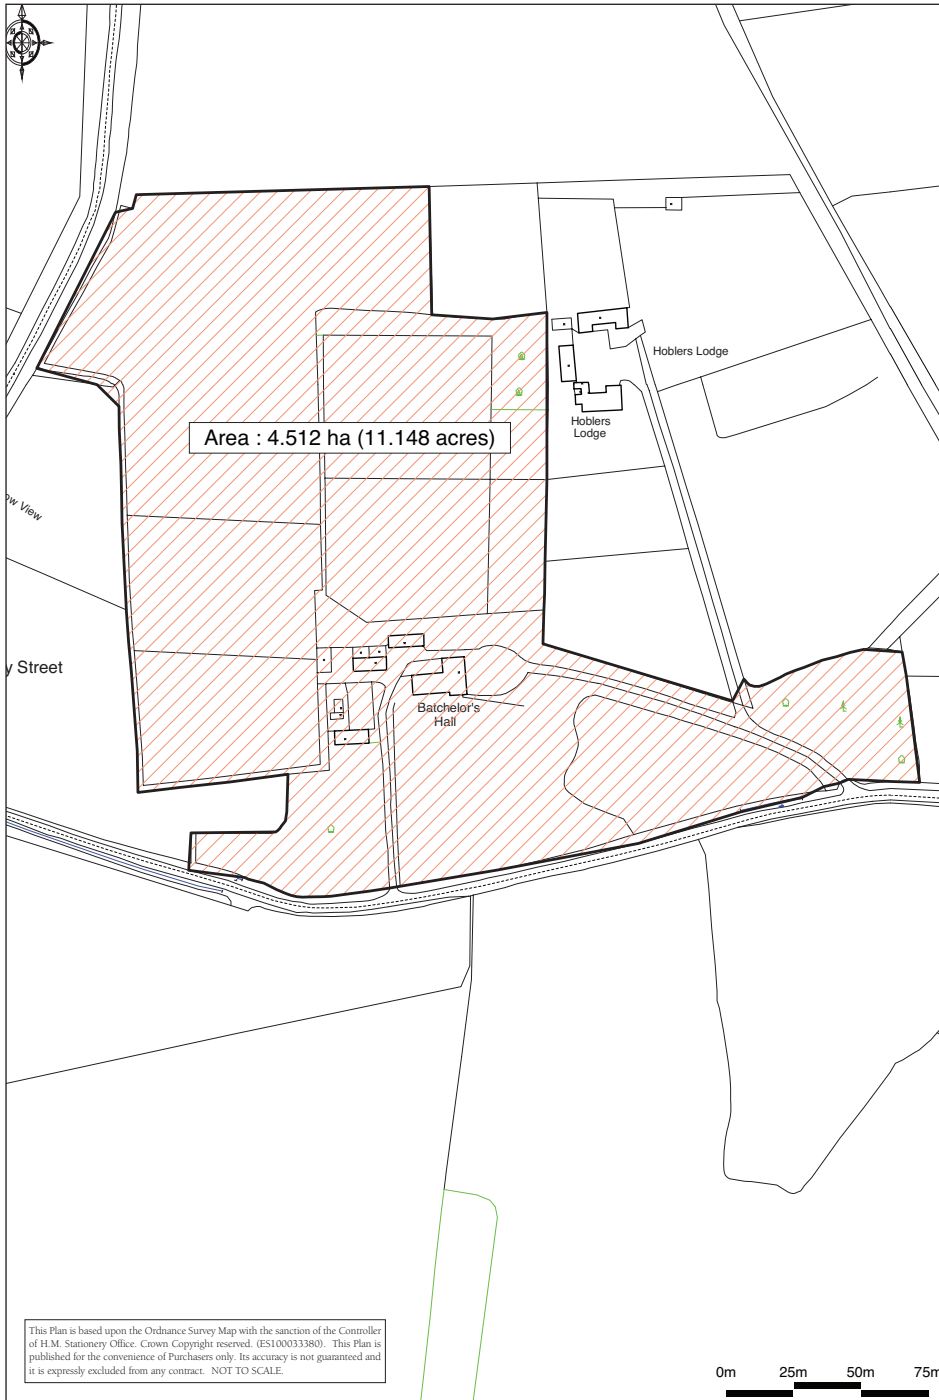 Hoblers Lodge
Hoblers
Lodge
Area : 4.512 ha (11.148 acres)
ow View
y Street
Batchelor's
Hall
This Plan is based upon the Ordnance Survey Map with the sanction of the Controller
of H.M. Stationery Office. Crown Copyright reserved. (ES100033380). This Plan is
published for the convenience of Purchasers only. Its accuracy is not guaranteed and
it is expressly excluded from any contract. NOT TO SCALE.
0m 25m 50m 75m